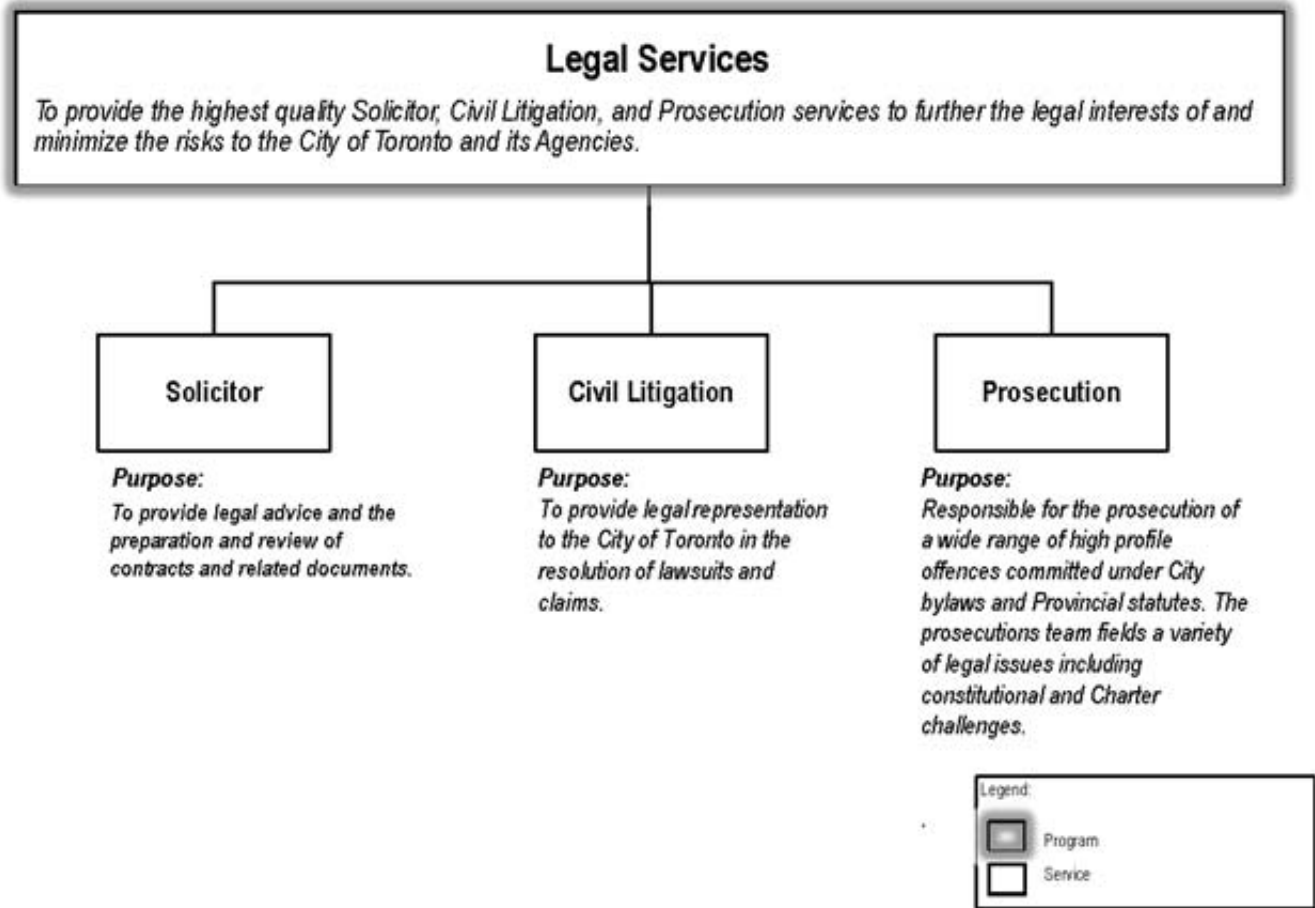 Legal Services
To provide the highest quality Solicitor, Civil Litigation, and Prosecution services to further the legal interests of and
minimize the risks to the City of Toronto and its Agencies.
Solicitor
Purpose:
To provide legal advice and the
preparation and review of
contracts and related documents.
Civil Litigation
Purpose:
To provide legal representation
to the City of Toronto in the
resolution of lawsuits and
claims.
Prosecution
Purpose:
Responsible for the prosecution of
a wide range of high profile
offences committed under City
bylaws and Provincial statutes. The
prosecutions team fields a variety
of legal issues including
constitutional and Charter
challenges.
Legend:
Program
Service